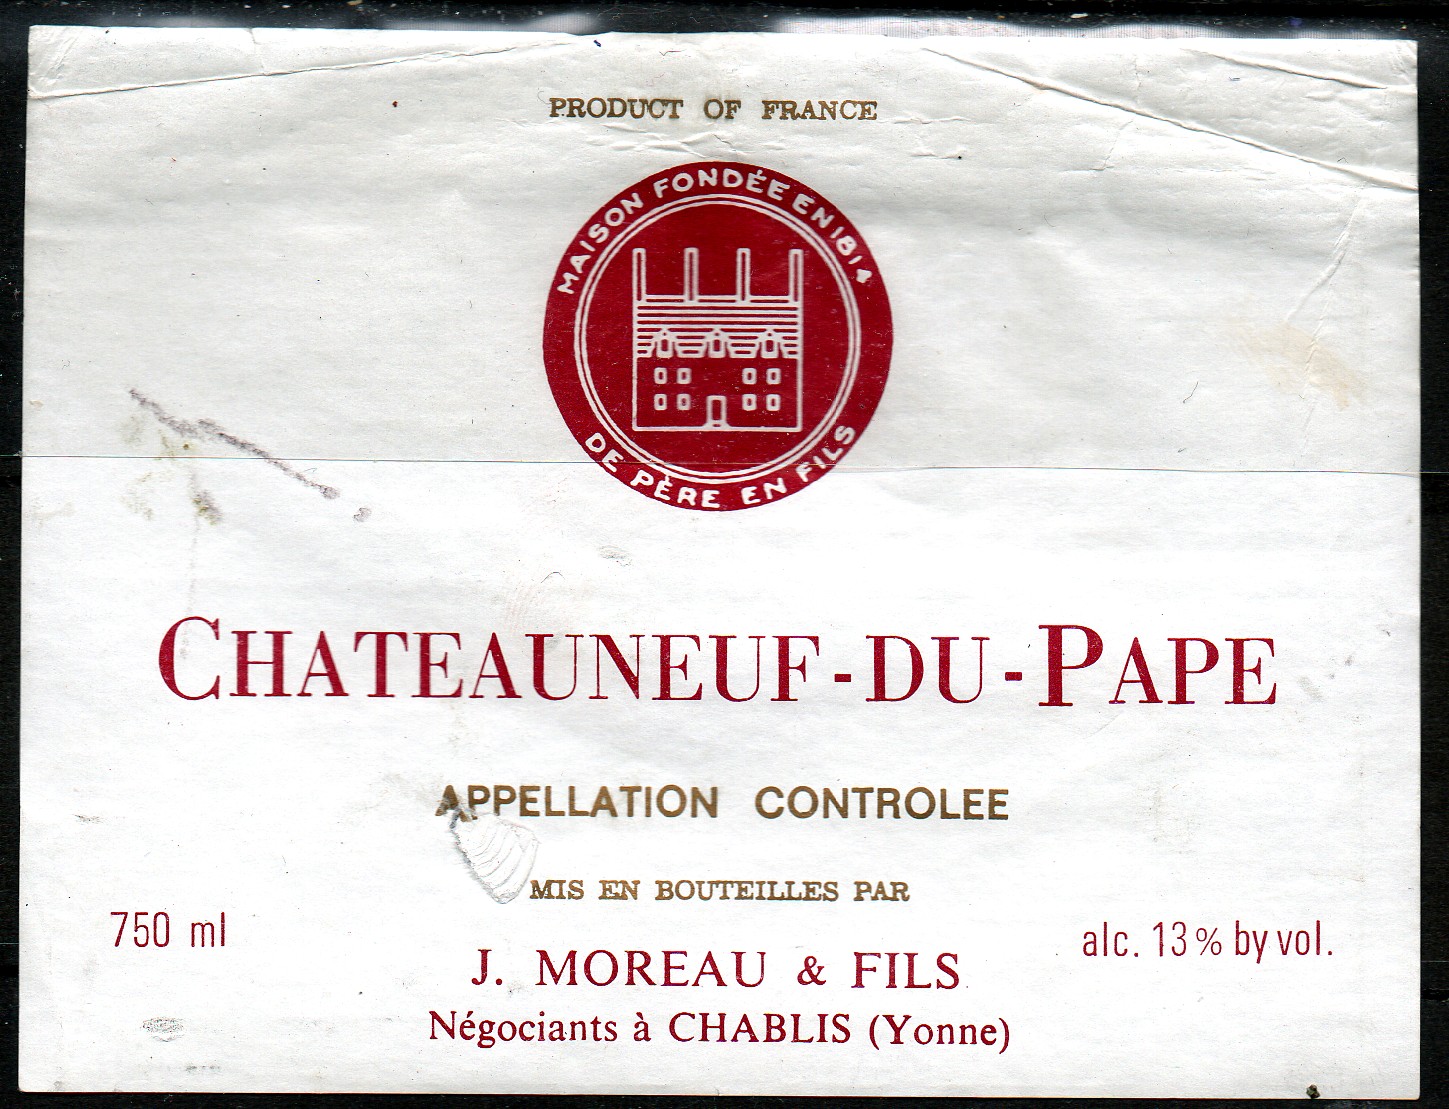 PRODUCT OF FRANCE
MAISON FONDÉE EN 1814
DE PÈRE EN FILS
CHATEAUNEUF-DU-PAPE
APPELLATION CONTROLEE
MIS EN BOUTEILLES PAR
750 ml
alc. 13% by vol.
J. MOREAU & FILS
Négociants à CHABLIS (Yonne)